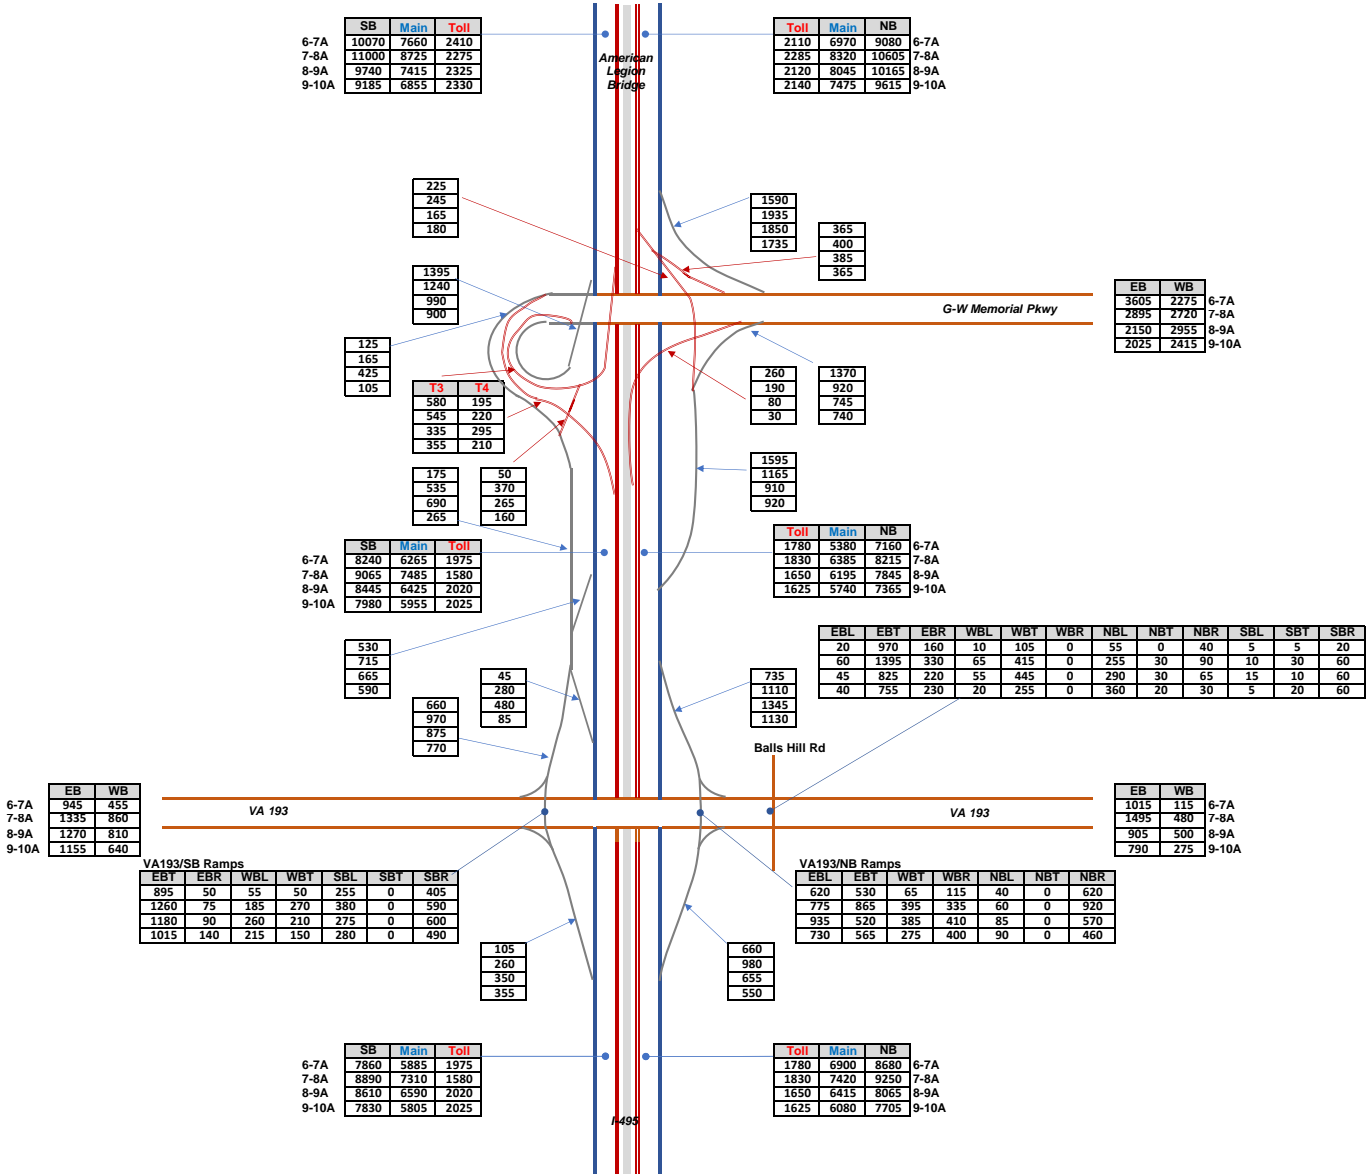 SB Main Toll
6-7A 10070 7660 2410
7-8A 11000 8725 2275
8-9A 9740 7415 2325
9-10A 9185 6855 2330
American
Legion
Bridge
Toll Main NB
2110 6970 9080 6-7A
2285 8320 10605 7-8A
2120 8045 10165 8-9A
2140 7475 9615 9-10A
225
245
165
180
1590
1935
1850
1735
365
400
385
365
1395
1240
990
900
EB WB
3605 2275 6-7A
2895 2720 7-8A
2150 2955 8-9A
2025 2415 9-10A
G-W Memorial Pkwy
125
165
425
105
T3 T4
580 195
545 220
335 295
355 210
260
190
80
30
1370
920
745
740
175
535
690
265
50
370
265
160
1595
1165
910
920
SB Main Toll
6-7A 8240 6265 1975
7-8A 9065 7485 1580
8-9A 8445 6425 2020
9-10A 7980 5955 2025
Toll Main NB
1780 5380 7160 6-7A
1830 6385 8215 7-8A
1650 6195 7845 8-9A
1625 5740 7365 9-10A
EBL EBT EBR WBL WBT WBR NBL NBT NBR SBL SBT SBR
20 970 160 10 105 0 55 0 40 5 5 20
60 1395 330 65 415 0 255 30 90 10 30 60
45 825 220 55 445 0 290 30 65 15 10 60
40 755 230 20 255 0 360 20 30 5 20 60
530
715
665
590
45
280
480
85
735
1110
1345
1130
660
970
875
770
Balls Hill Rd
EB WB
6-7A 945 455
7-8A 1335 860
8-9A 1270 810
9-10A 1155 640
VA 193
VA 193
EB WB
1015 115 6-7A
1495 480 7-8A
905 500 8-9A
790 275 9-10A
VA193/SB Ramps
EBT EBR WBL WBT SBL SBT SBR
895 50 55 50 255 0 405
1260 75 185 270 380 0 590
1180 90 260 210 275 0 600
1015 140 215 150 280 0 490
VA193/NB Ramps
EBL EBT WBT WBR NBL NBT NBR
620 530 65 115 40 0 620
775 865 395 335 60 0 920
935 520 385 410 85 0 570
730 565 275 400 90 0 460
105
260
350
355
660
980
655
550
SB Main Toll
6-7A 7860 5885 1975
7-8A 8890 7310 1580
8-9A 8610 6590 2020
9-10A 7830 5805 2025
Toll Main NB
1780 6900 8680 6-7A
1830 7420 9250 7-8A
1650 6415 8065 8-9A
1625 6080 7705 9-10A
I-495